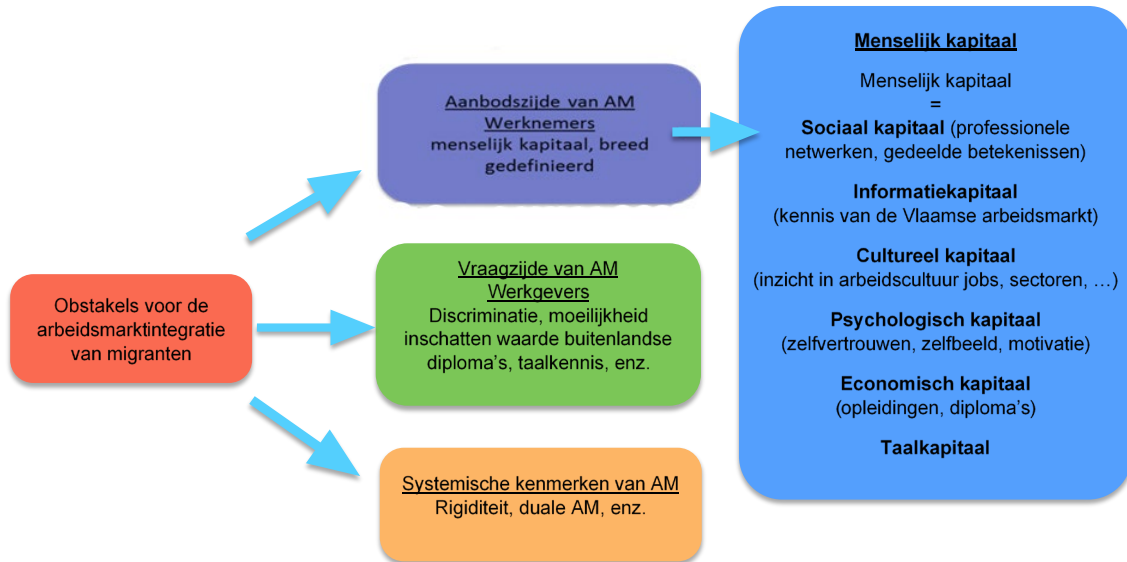 Obstakels voor de
arbeidsmarktintegratie
van migranten
Aanbodszijde van AM
Werknemers
menselijk kapitaal, breed
gedefinieerd
Vraagzijde van AM
Werkgevers
Discriminatie, moeilijkheid
inschatten waarde buitenlandse
diploma’s, taalkennis, enz.
Systemische kenmerken van AM
Rigiditeit, duale AM, enz.
Menselijk kapitaal
Menselijk kapitaal
=
Sociaal kapitaal (professionele
netwerken, gedeelde betekenissen)
Informatiekapitaal
(kennis van de Vlaamse arbeidsmarkt)
Cultureel kapitaal
(inzicht in arbeidscultuur jobs, sectoren, …)
Psychologisch kapitaal
(zelfvertrouwen, zelfbeeld, motivatie)
Economisch kapitaal
(opleidingen, diploma’s)
Taalkapitaal